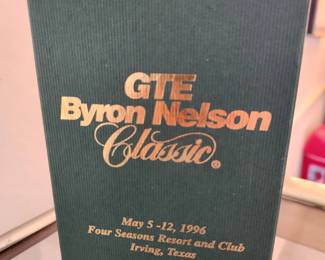 GTE
Byron Nelson
Classic®
May 5-12, 1996
Four Seasons Resort and Club
Irving, Texas